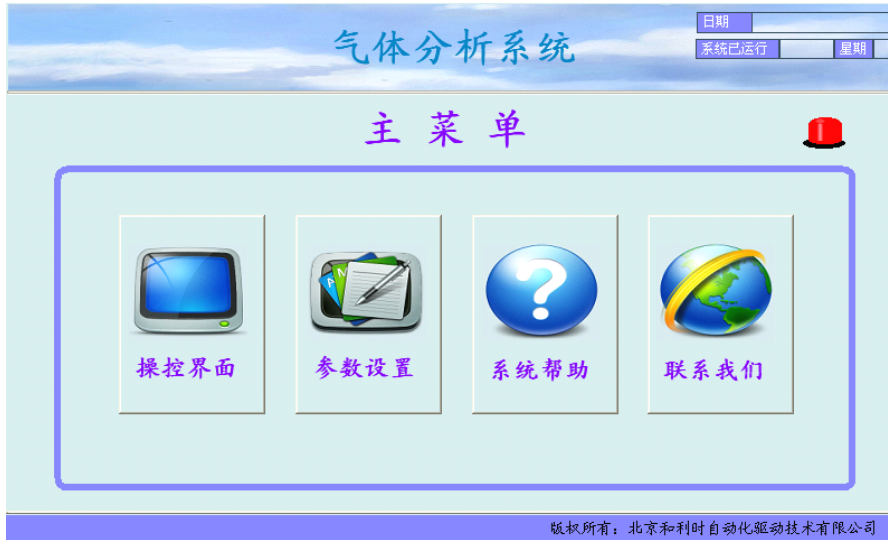 气体分析系统
日期
系统已运行 星期
主菜单
操控界面 参数设置 系统帮助 联系我们
版权所有：北京和利时自动化驱动技术有限公司